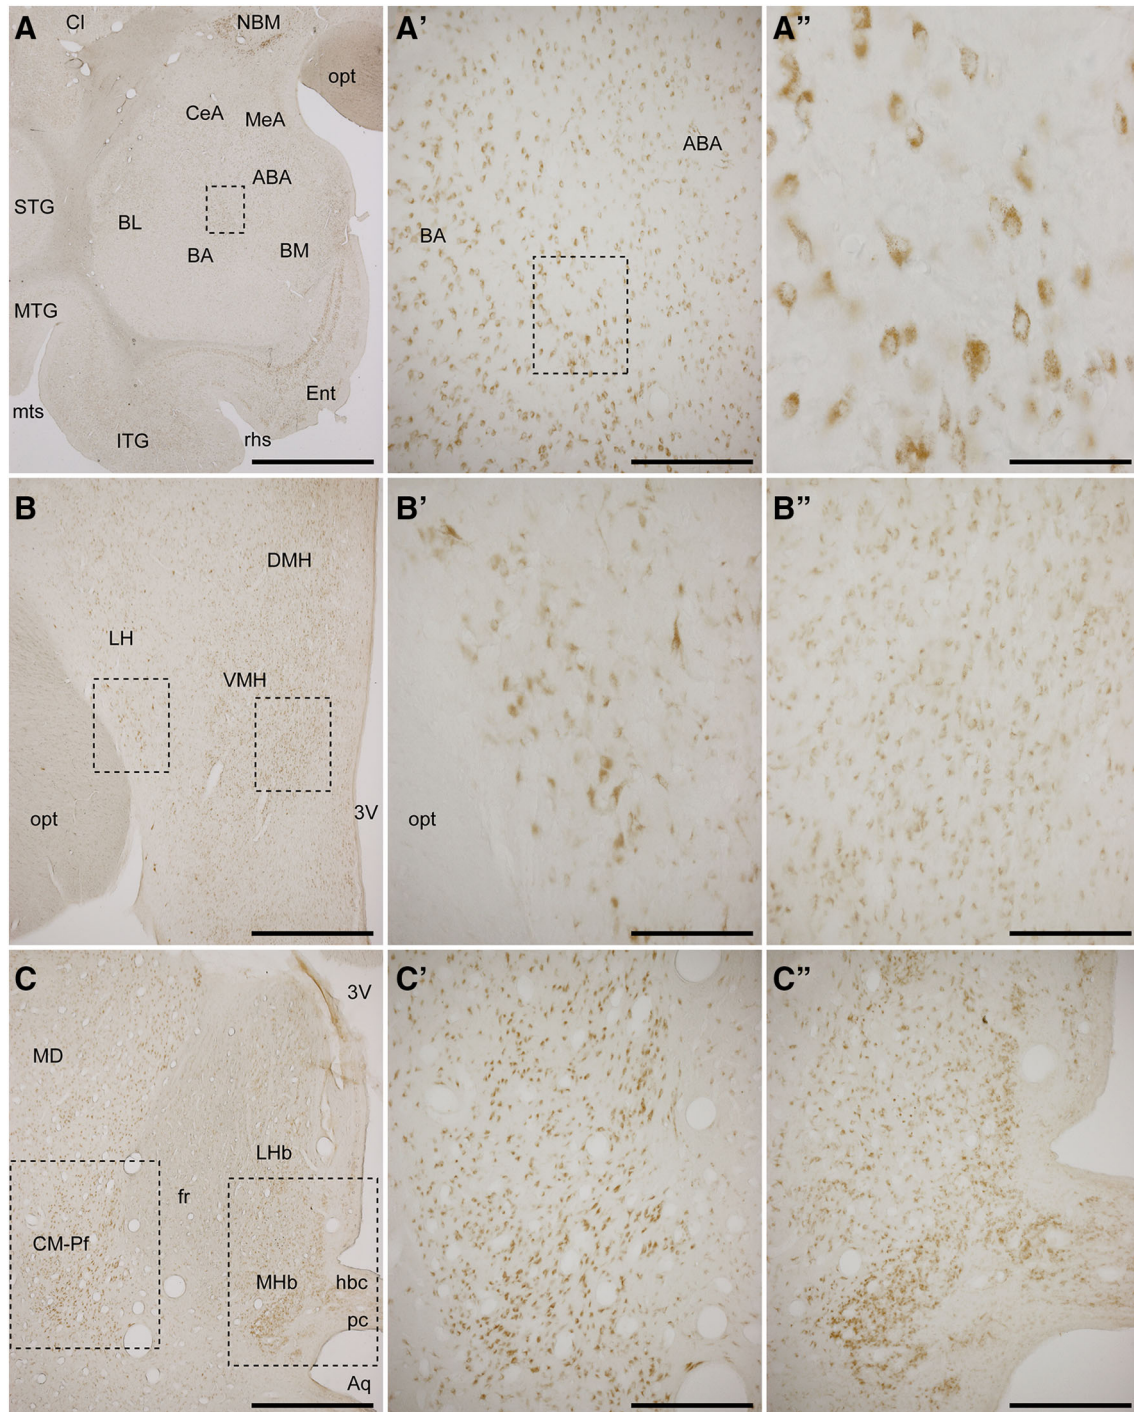 A
Cl
NBM
opt
CeA
MeA
ABA
STG
BL
BA
BM
MTG
Ent
mts
ITG
rhs
A’
ABA
BA
A”
B
DMH
LH
VMH
opt
3V
B’
opt
B”
C
3V
MD
LHb
fr
CM-Pf
MHb
hbc
pc
Aq
C’
C”